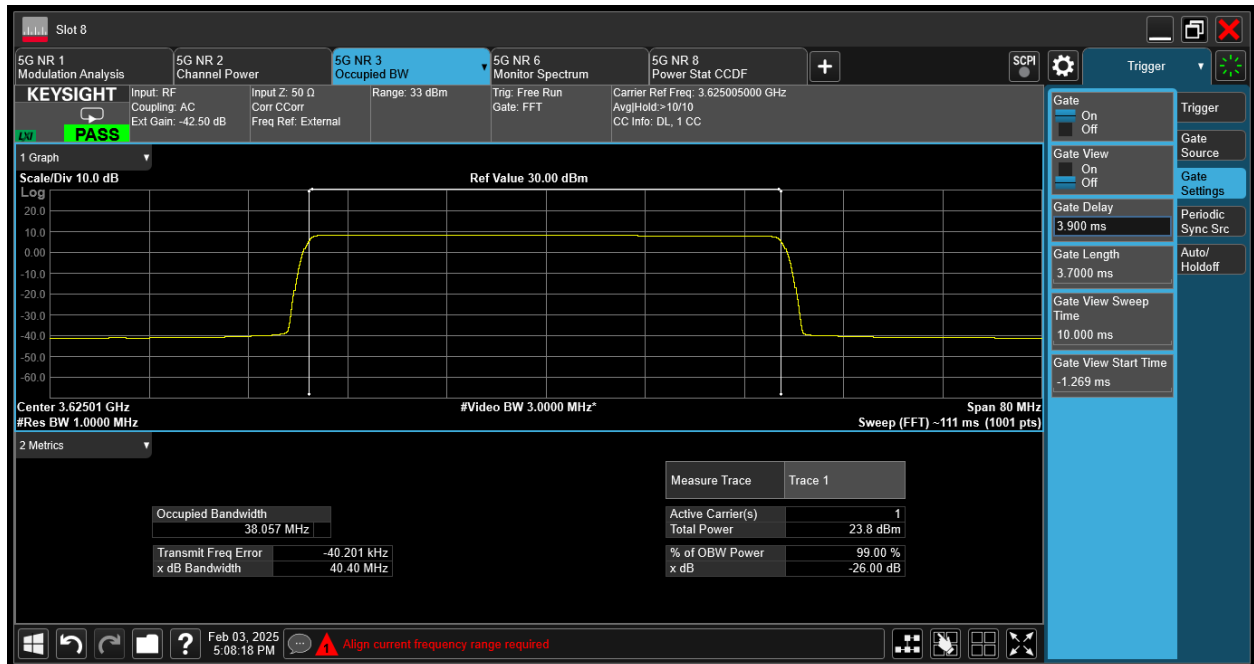 Slot 8
5G NR 1
Modulation Analysis
5G NR 2
Channel Power
5G NR 3
Occupied BW
5G NR 6
Monitor Spectrum
5G NR 8
Power Stat CCDF
SCPI
Trigger
KEYSIGHT
LXI
PASS
Input: RF
Coupling: AC
Ext Gain: -42.50 dB
Input Z: 50 Ω
Corr CCorr
Freq Ref: External
Range: 33 dBm
Trig: Free Run
Gate: FFT
Carrier Ref Freq: 3.625005000 GHz
Avg|Hold:>10/10
CC Info: DL, 1 CC
1 Graph
Scale/Div 10.0 dB
Ref Value 30.00 dBm
Log
20.0
10.0
0.00
-10.0
-20.0
-30.0
-40.0
-50.0
-60.0
Center 3.62501 GHz
#Video BW 3.0000 MHz*
Span 80 MHz
#Res BW 1.0000 MHz
Sweep (FFT) ~111 ms (1001 pts)
2 Metrics
Measure Trace Trace 1
Occupied Bandwidth
38.057 MHz
Transmit Freq Error -40.201 kHz
x dB Bandwidth 40.40 MHz
Active Carrier(s) 1
Total Power 23.8 dBm
% of OBW Power 99.00 %
x dB -26.00 dB
Gate
On
Off
Gate View
On
Off
Gate Delay
3.900 ms
Gate Length
3.7000 ms
Gate View Sweep
Time
10.000 ms
Gate View Start Time
-1.269 ms
Trigger
Gate
Source
Gate
Settings
Periodic
Sync Src
Auto/
Holdoff
?
Feb 03, 2025
5:08:18 PM
1
Align current frequency range required